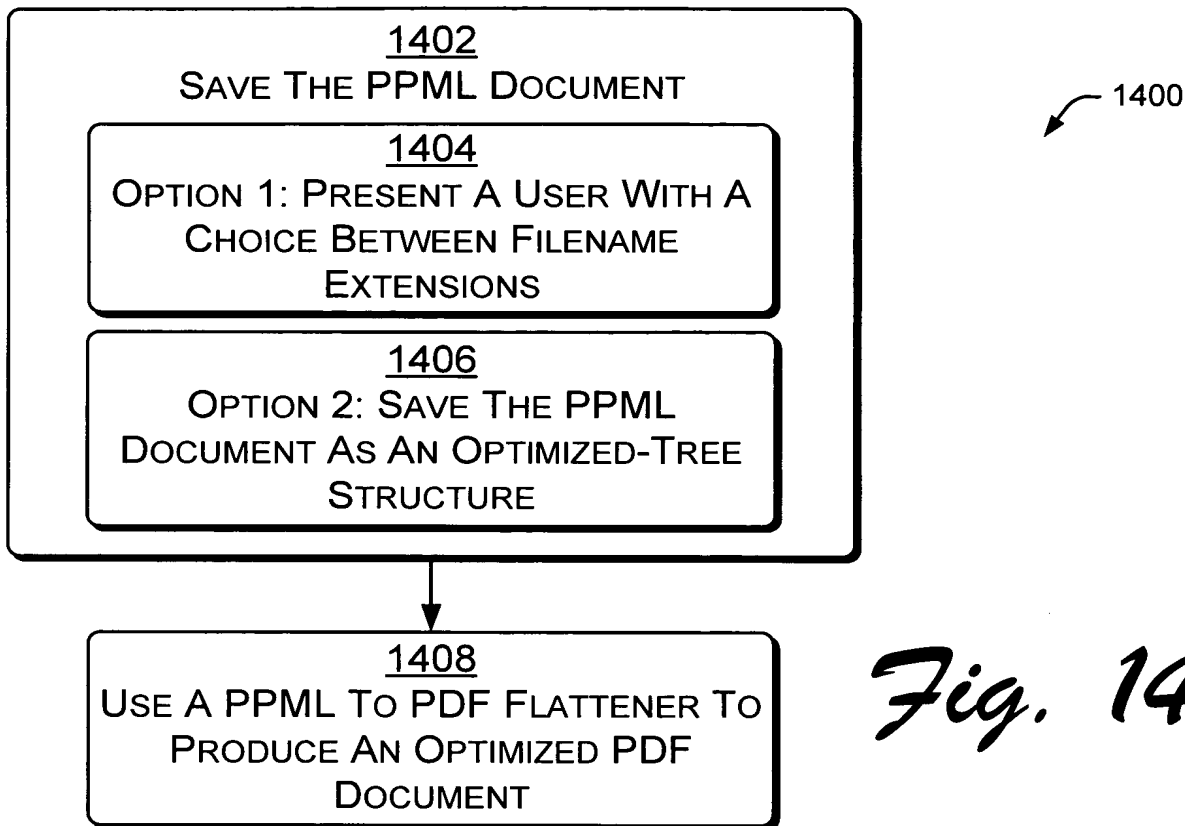 1402
SAVE THE PPML DOCUMENT
1400
1404
OPTION 1: PRESENT A USER WITH A
CHOICE BETWEEN FILENAME
EXTENSIONS
1406
OPTION 2: SAVE THE PPML
DOCUMENT AS AN OPTIMIZED-TREE
STRUCTURE
1408
USE A PPML TO PDF FLATTENER TO
PRODUCE AN OPTIMIZED PDF
DOCUMENT
Fig. 14